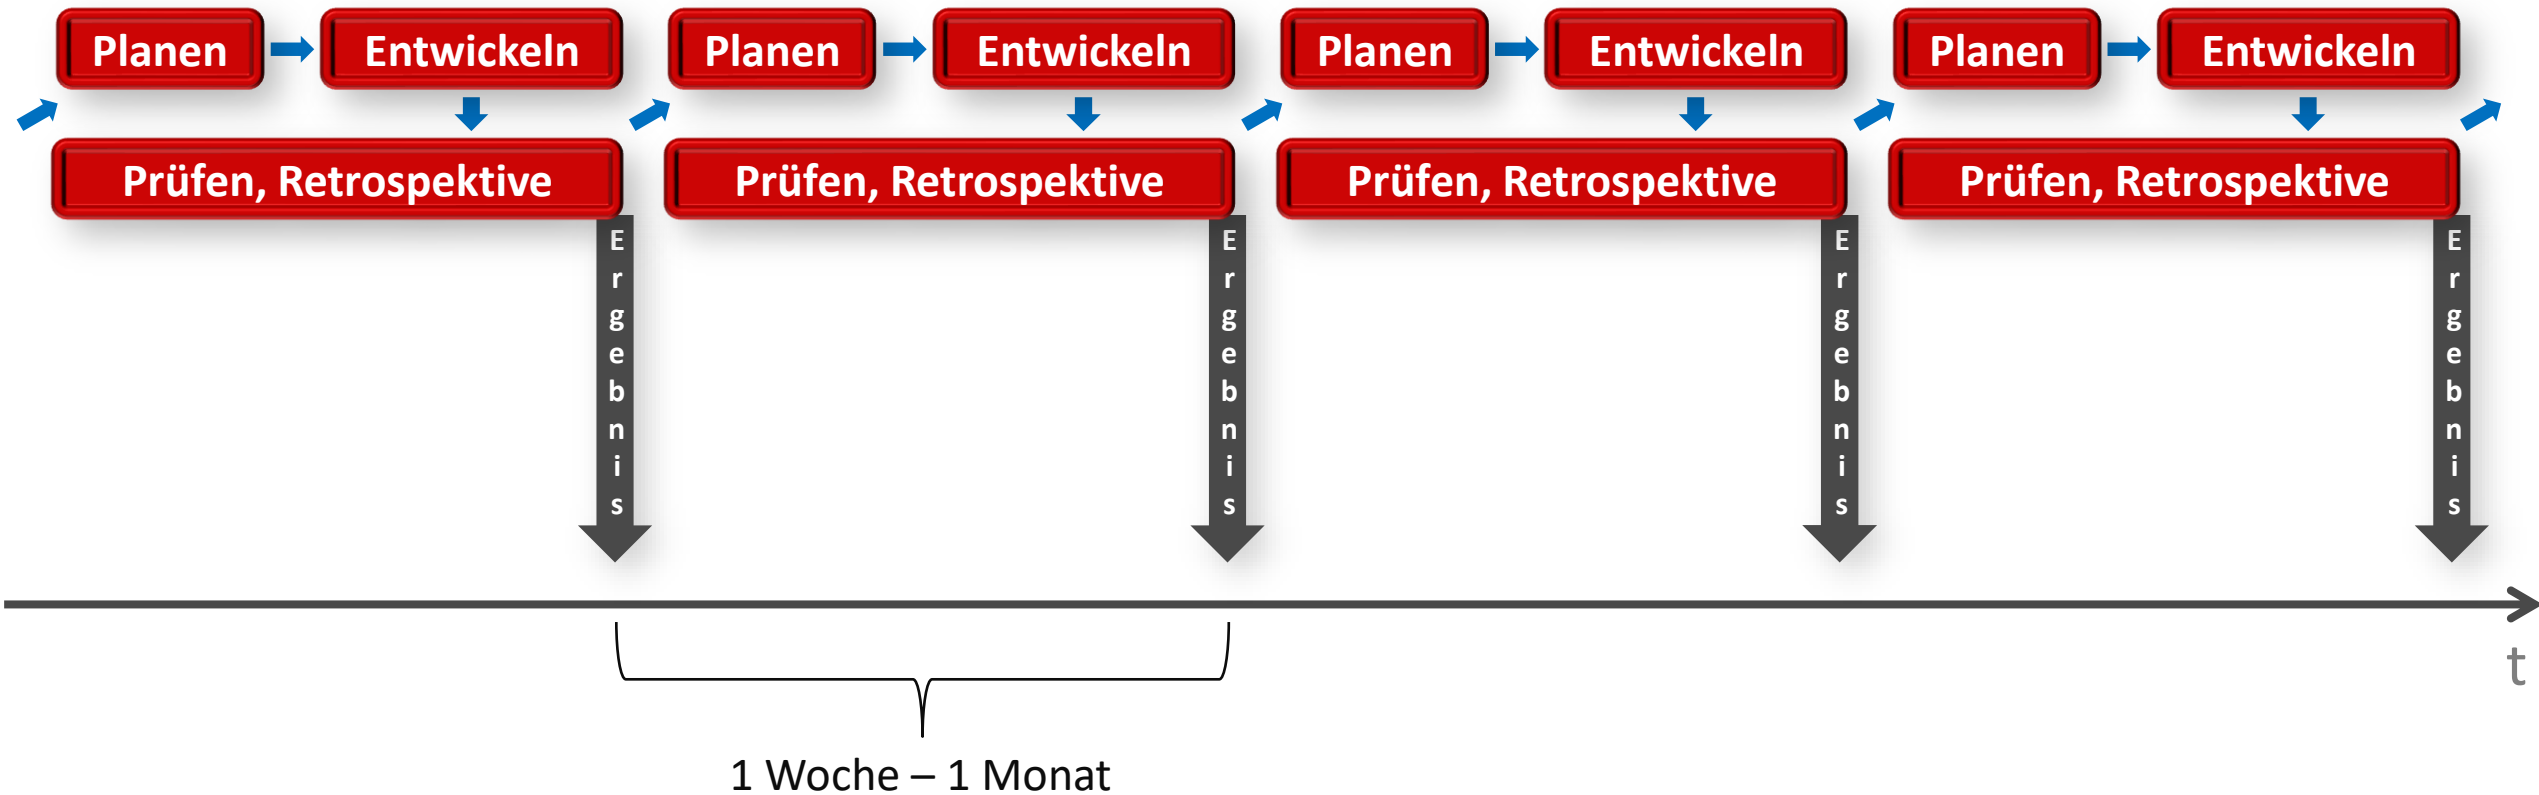 Planen Entwickeln Planen Entwickeln Planen Entwickeln Planen Entwickeln
Prüfen, Retrospektive Prüfen, Retrospektive Prüfen, Retrospektive Prüfen, Retrospektive
Ergebnis Ergebnis Ergebnis Ergebnis
t
1 Woche – 1 Monat